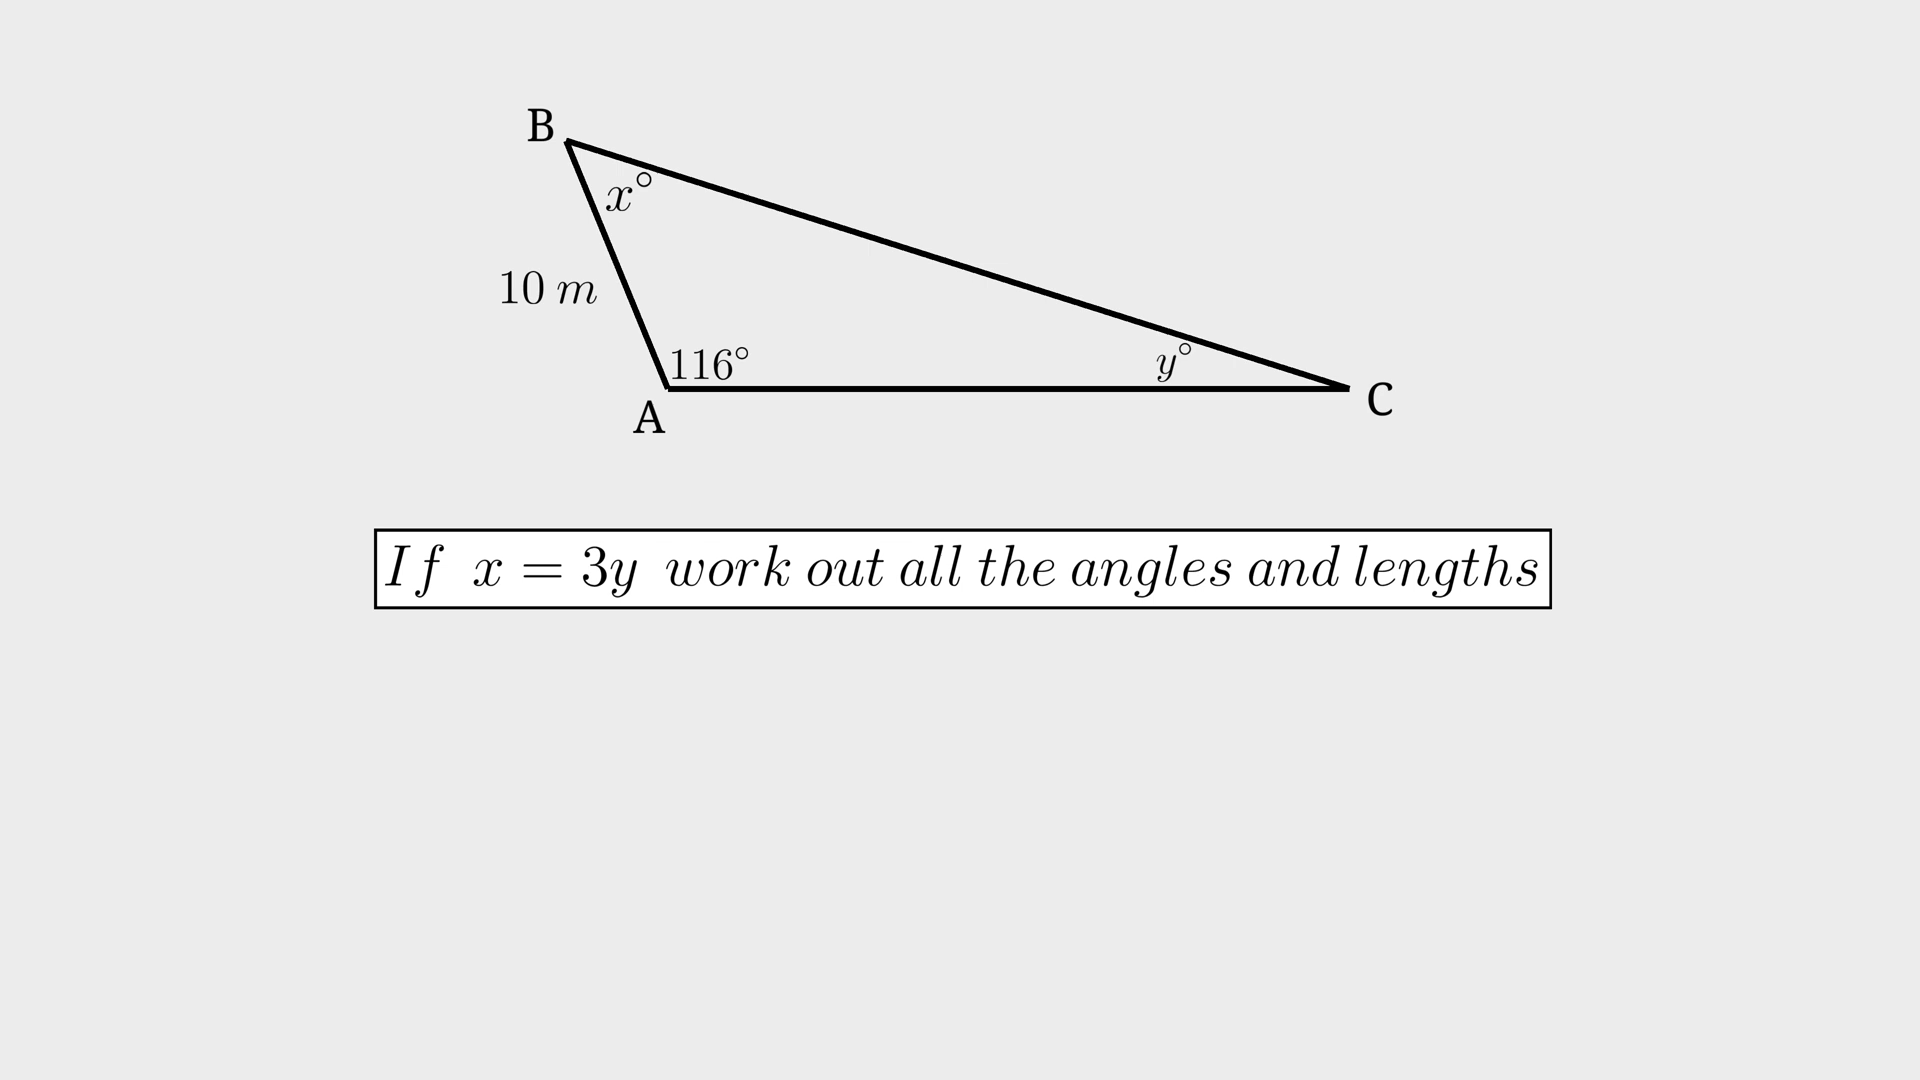 B
x°
10 m
116°
y°
A
C
If x = 3y work out all the angles and lengths